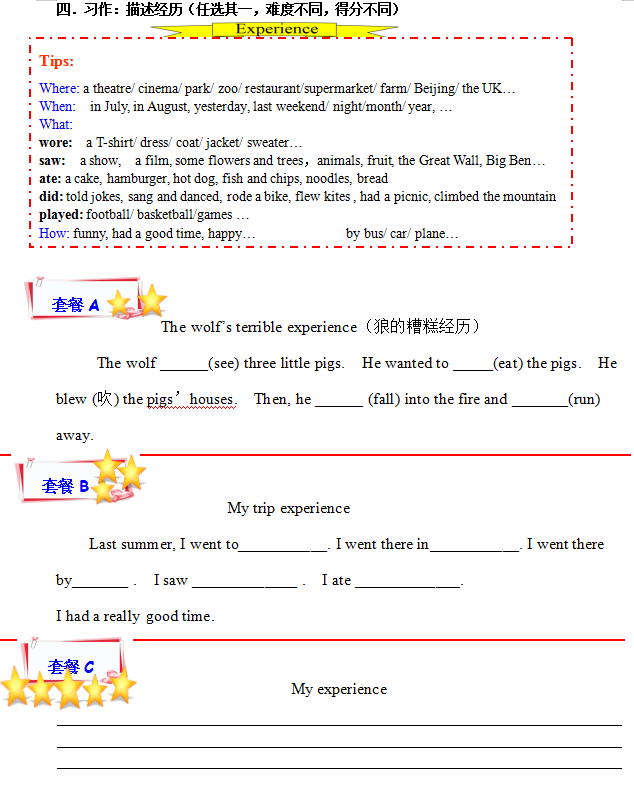 四．习作：描述经历（任选其一，难度不同，得分不同）
Experience
Tips:
Where: a theatre/ cinema/ park/ zoo/ restaurant/supermarket/ farm/ Beijing/ the UK…
When: in July, in August, yesterday, last weekend/ night/month/ year, …
What:
wore: a T-shirt/ dress/ coat/ jacket/ sweater…
saw: a show, a film, some flowers and trees，animals, fruit, the Great Wall, Big Ben…
ate: a cake, hamburger, hot dog, fish and chips, noodles, bread
did: told jokes, sang and danced, rode a bike, flew kites , had a picnic, climbed the mountain
played: football/ basketball/games …
How: funny, had a good time, happy… by bus/ car/ plane…
套餐 A
The wolf's terrible experience（狼的糟糕经历）
The wolf ______(see) three little pigs. He wanted to _____(eat) the pigs. He
blew (吹) the pigs’houses. Then, he ______ (fall) into the fire and _______(run)
away.
套餐 B
My trip experience
Last summer, I went to___________. I went there in___________. I went there
by_______ . I saw _____________ . I ate _____________.
I had a really good time.
套餐 C
My experience